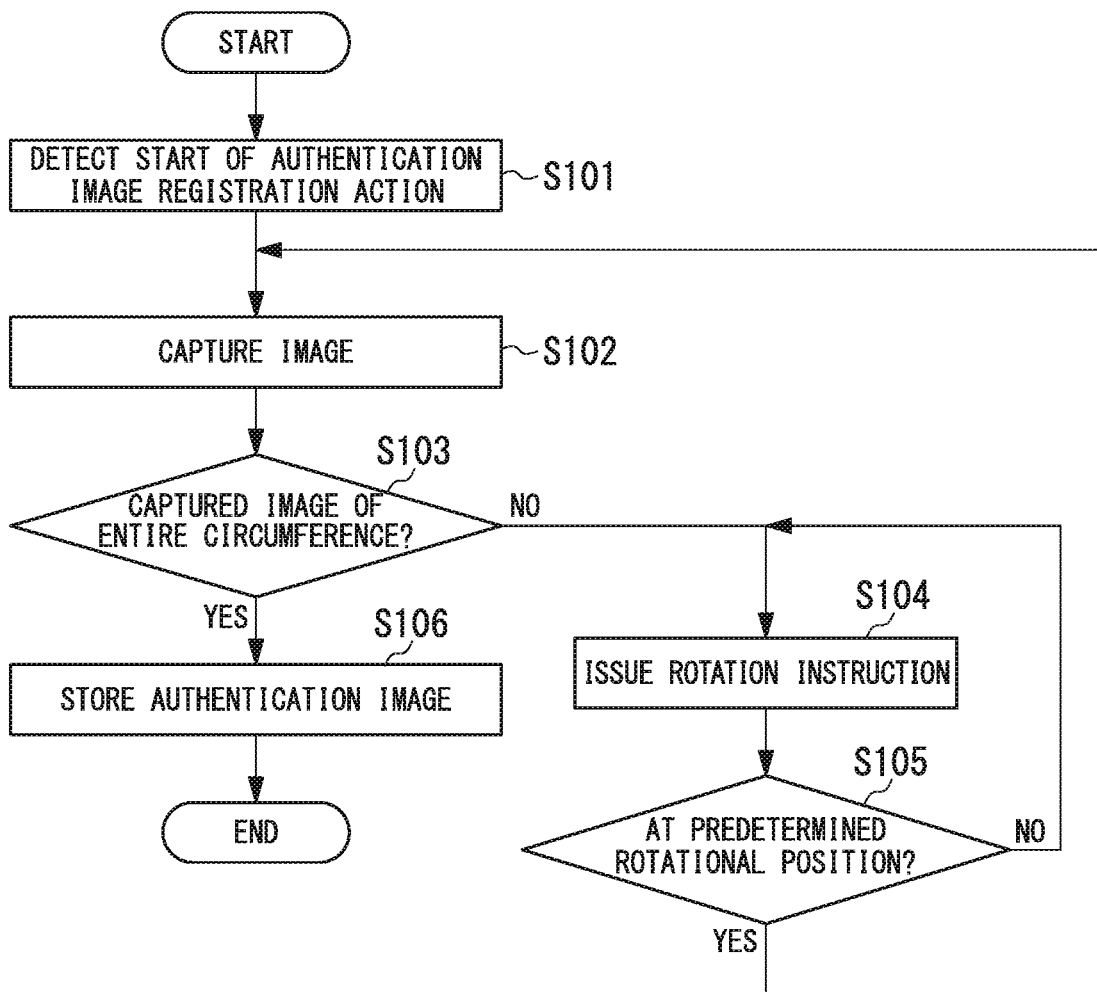 START
DETECT START OF AUTHENTICATION
IMAGE REGISTRATION ACTION
S101
CAPTURE IMAGE
S102
S103
CAPTURED IMAGE OF
ENTIRE CIRCUMFERENCE?
NO
YES
S104
ISSUE ROTATION INSTRUCTION
S105
AT PREDETERMINED
ROTATIONAL POSITION?
NO
YES
S106
STORE AUTHENTICATION IMAGE
END